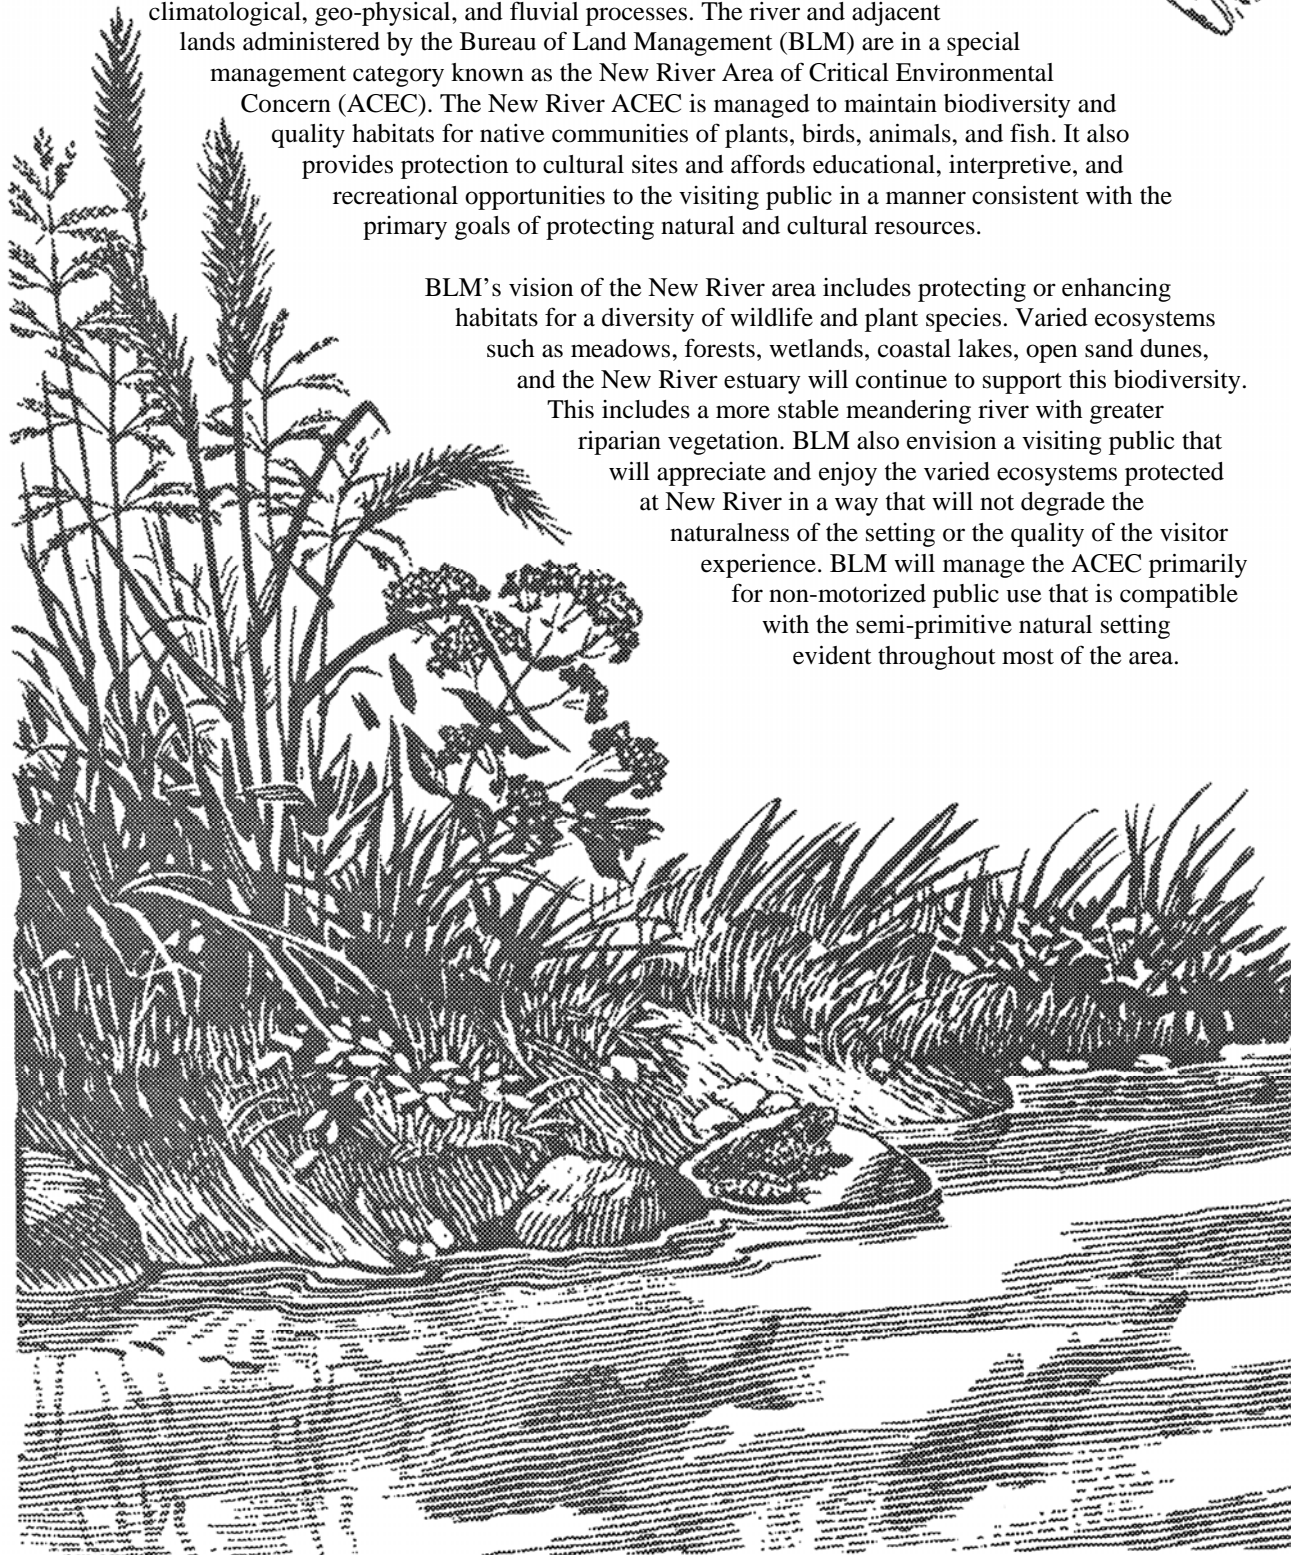 climatological, geo-physical, and fluvial processes. The river and adjacent
lands administered by the Bureau of Land Management (BLM) are in a special
management category known as the New River Area of Critical Environmental
Concern (ACEC). The New River ACEC is managed to maintain biodiversity and
quality habitats for native communities of plants, birds, animals, and fish. It also
provides protection to cultural sites and affords educational, interpretive, and
recreational opportunities to the visiting public in a manner consistent with the
primary goals of protecting natural and cultural resources.
BLM’s vision of the New River area includes protecting or enhancing
habitats for a diversity of wildlife and plant species. Varied ecosystems
such as meadows, forests, wetlands, coastal lakes, open sand dunes,
and the New River estuary will continue to support this biodiversity.
This includes a more stable meandering river with greater
riparian vegetation. BLM also envision a visiting public that
will appreciate and enjoy the varied ecosystems protected
at New River in a way that will not degrade the
naturalness of the setting or the quality of the visitor
experience. BLM will manage the ACEC primarily
for non-motorized public use that is compatible
with the semi-primitive natural setting
evident throughout most of the area.